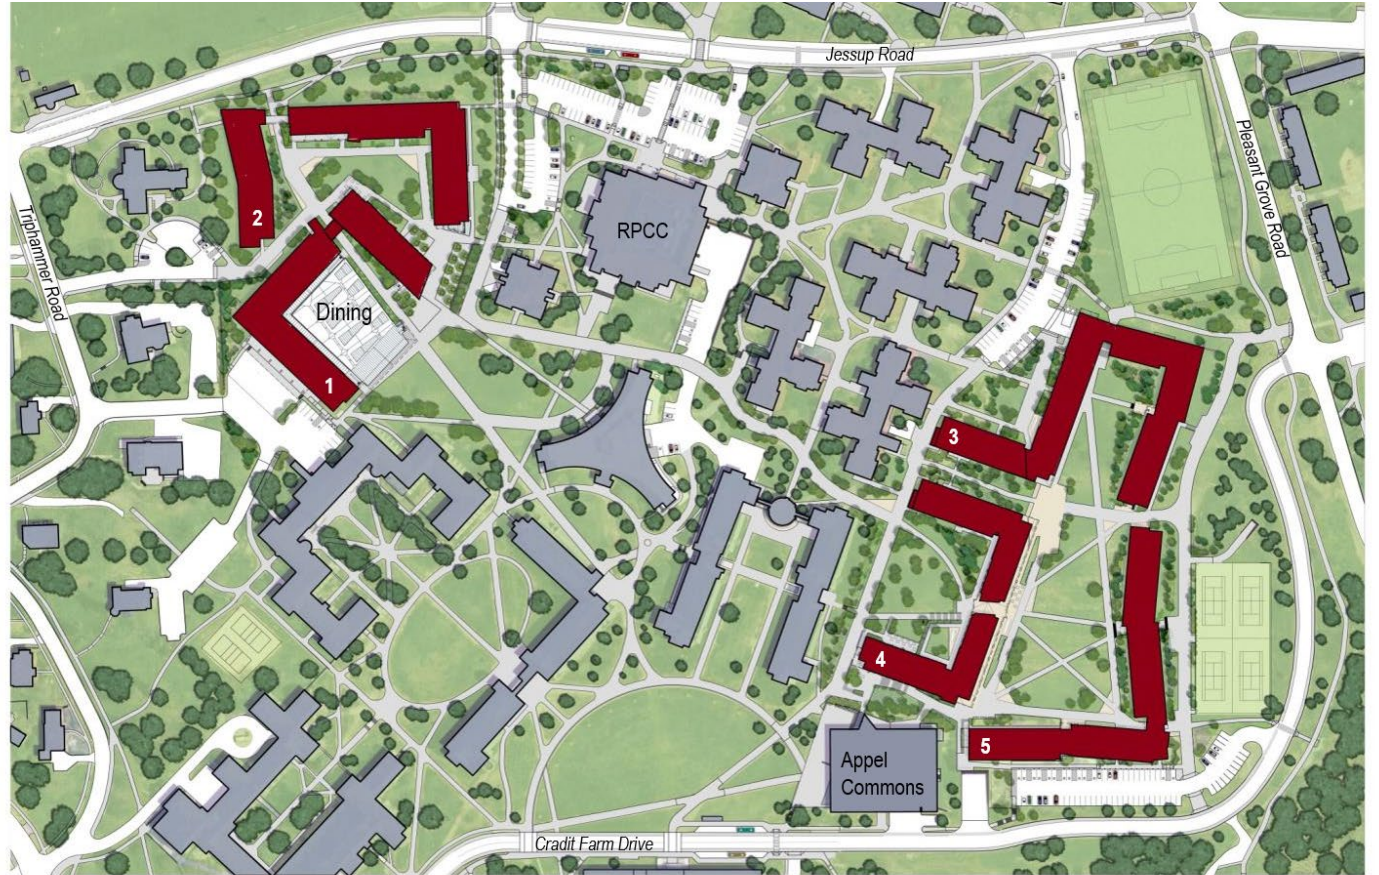 Jessup Road
Pleasant Grove Road
Triphammer Road
2
RPCC
Dining
1
3
4
5
Appel
Commons
Cradit Farm Drive